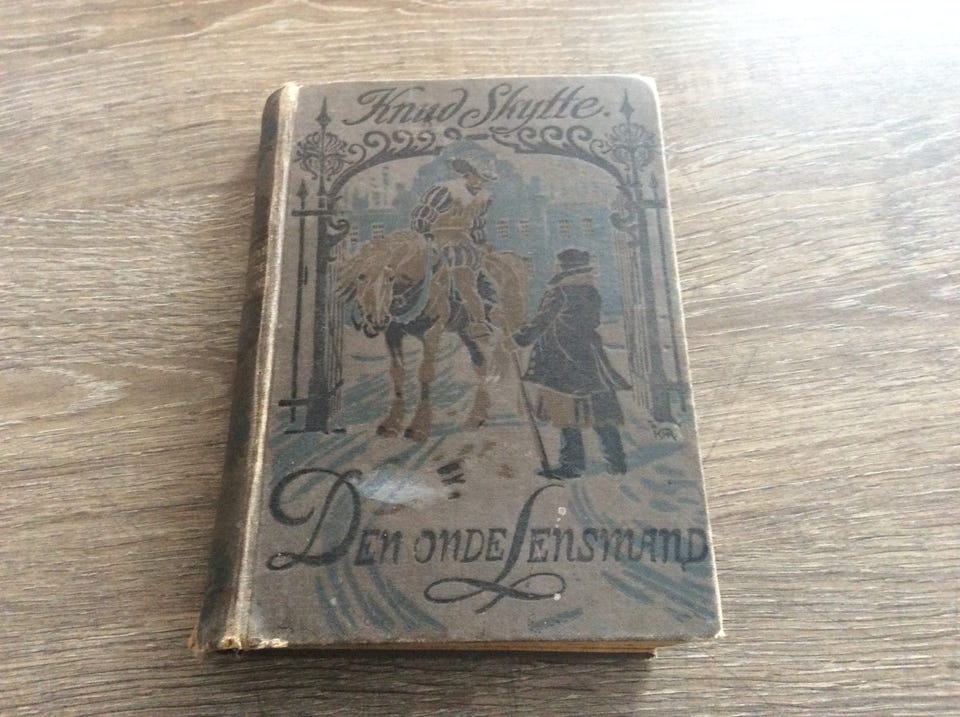 Knud Skytte.
Den onde Lensmand